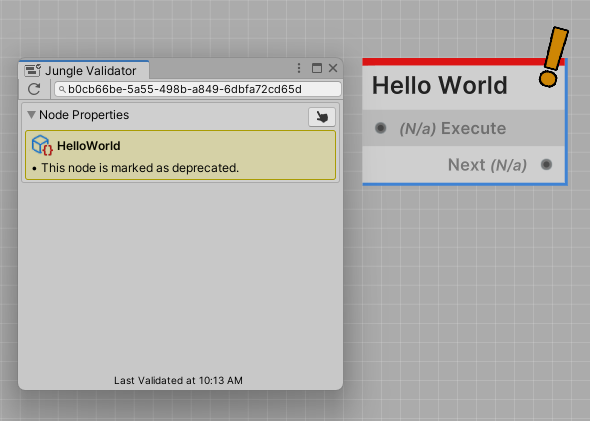 Jungle Validator
b0cb66be-5a55-498b-a849-6dbfa72cd65d
Node Properties
{} HelloWorld
• This node is marked as deprecated.
Last Validated at 10:13 AM
!
Hello World
(N/a) Execute
Next (N/a)